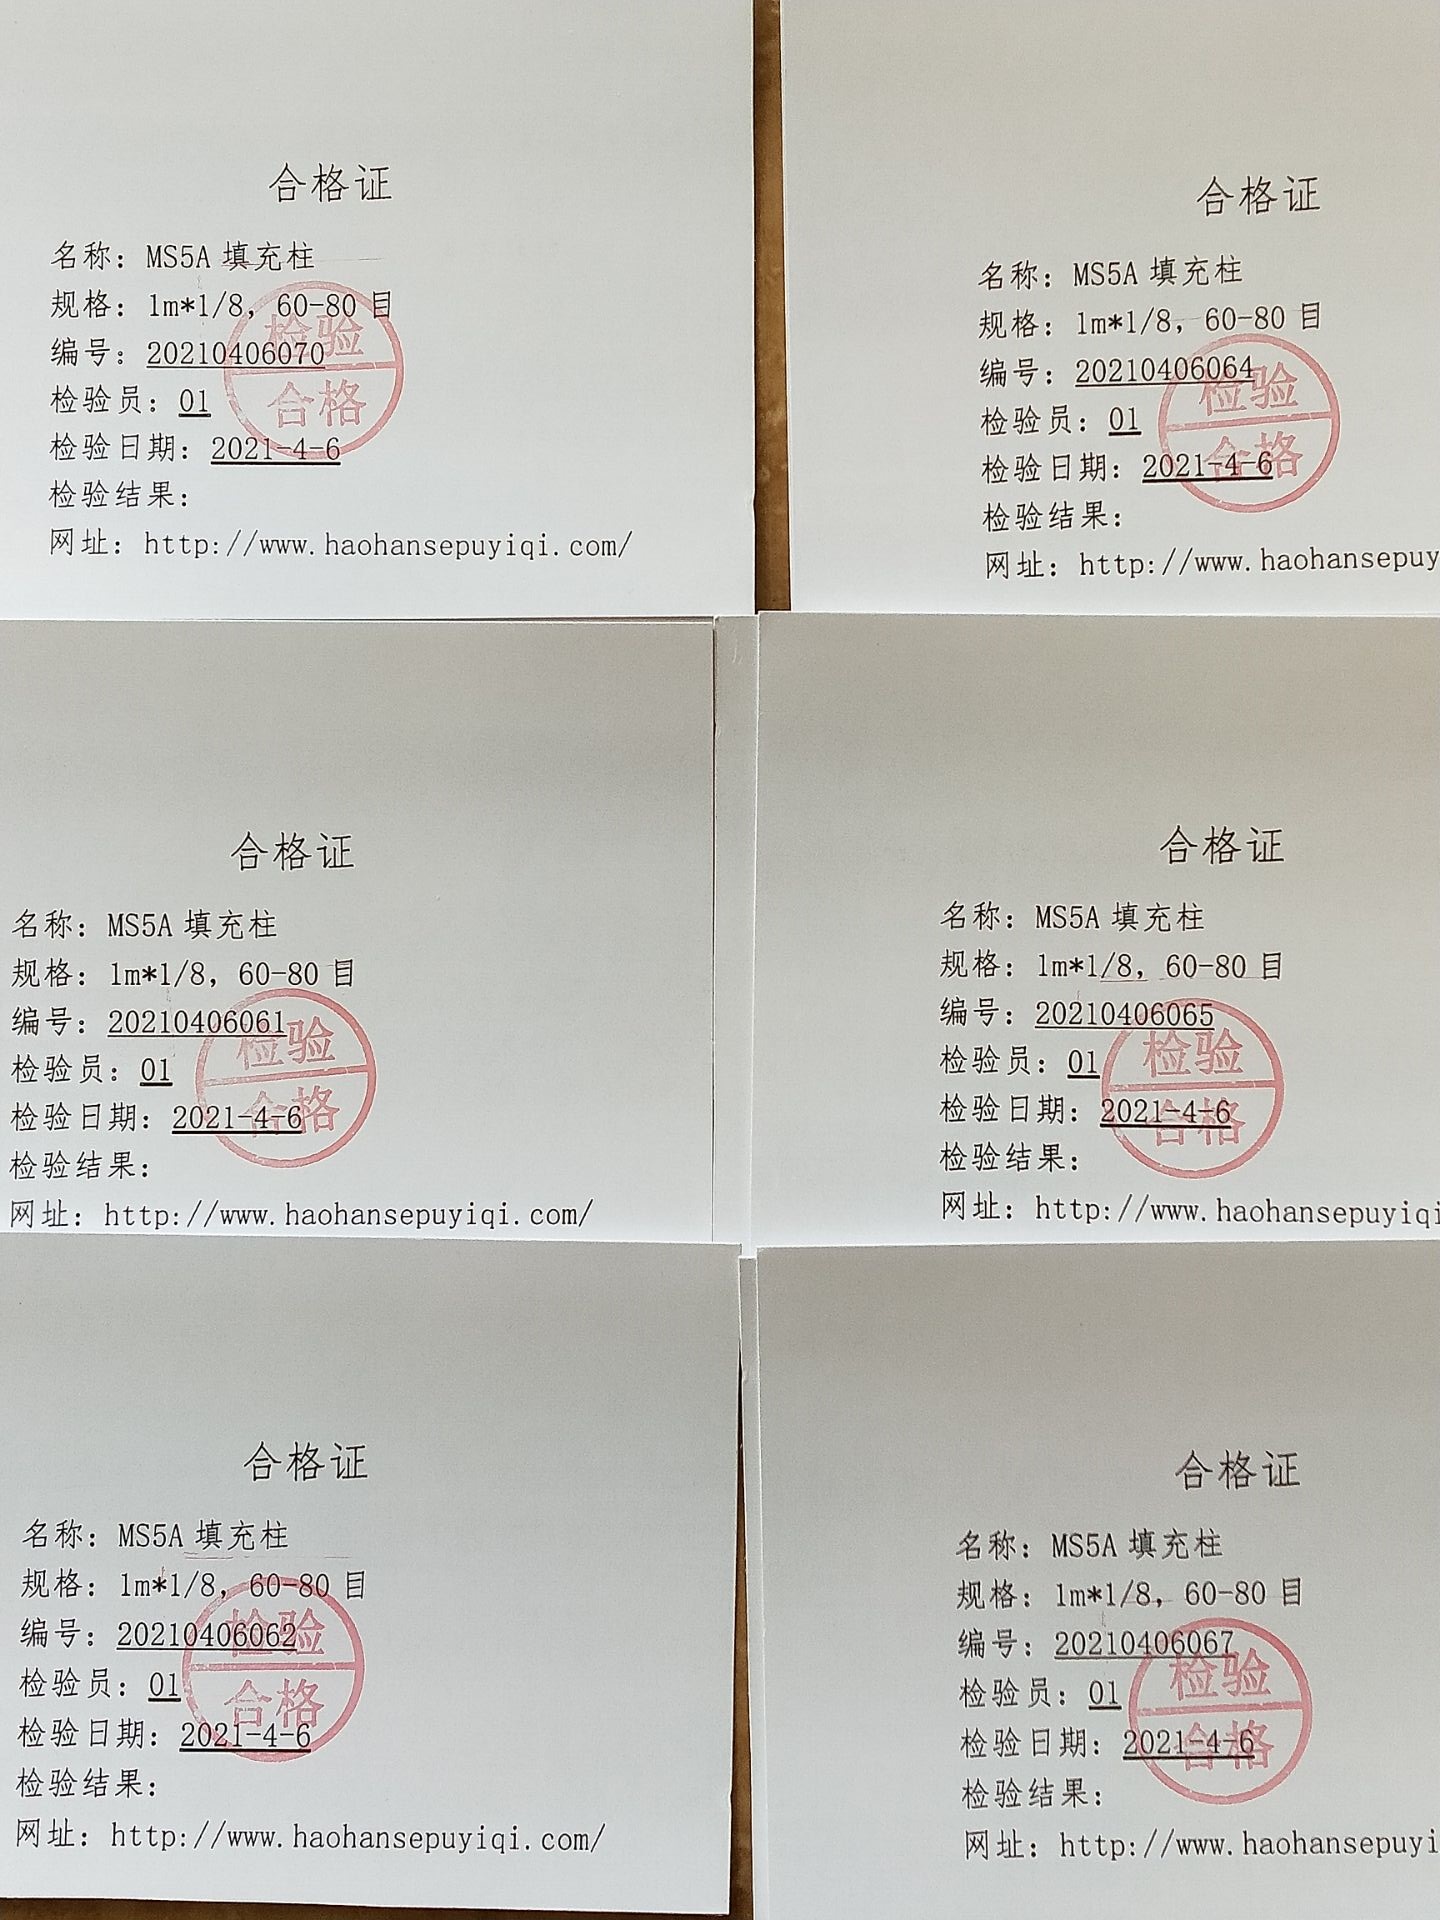 合格证
名称：MS5A 填充柱
规格：1m*1/8，60-80 目
编号：20210406070
检验员：01
检验日期：2021-4-6
检验结果：
网址：http://www.haohansepuyiqi.com/
检验
合格
合格证
名称：MS5A 填充柱
规格：1m*1/8，60-80 目
编号：20210406064
检验员：01
检验日期：2021-4-6
检验结果：
网址：http://www.haohansepuy
检验
合格
合格证
名称：MS5A 填充柱
规格：1m*1/8，60-80 目
编号：20210406061
检验员：01
检验日期：2021-4-6
检验结果：
网址：http://www.haohansepuyiqi.com/
检验
合格
合格证
名称：MS5A 填充柱
规格：1m*1/8，60-80 目
编号：20210406065
检验员：01
检验日期：2021-4-6
检验结果：
网址：http://www.haohansepuyiqi
检验
合格
合格证
名称：MS5A 填充柱
规格：1m*1/8，60-80 目
编号：20210406062
检验员：01
检验日期：2021-4-6
检验结果：
网址：http://www.haohansepuyiqi.com/
检验
合格
合格证
名称：MS5A 填充柱
规格：1m*1/8，60-80 目
编号：20210406067
检验员：01
检验日期：2021-4-6
检验结果：
网址：http://www.haohansepuyi
检验
合格